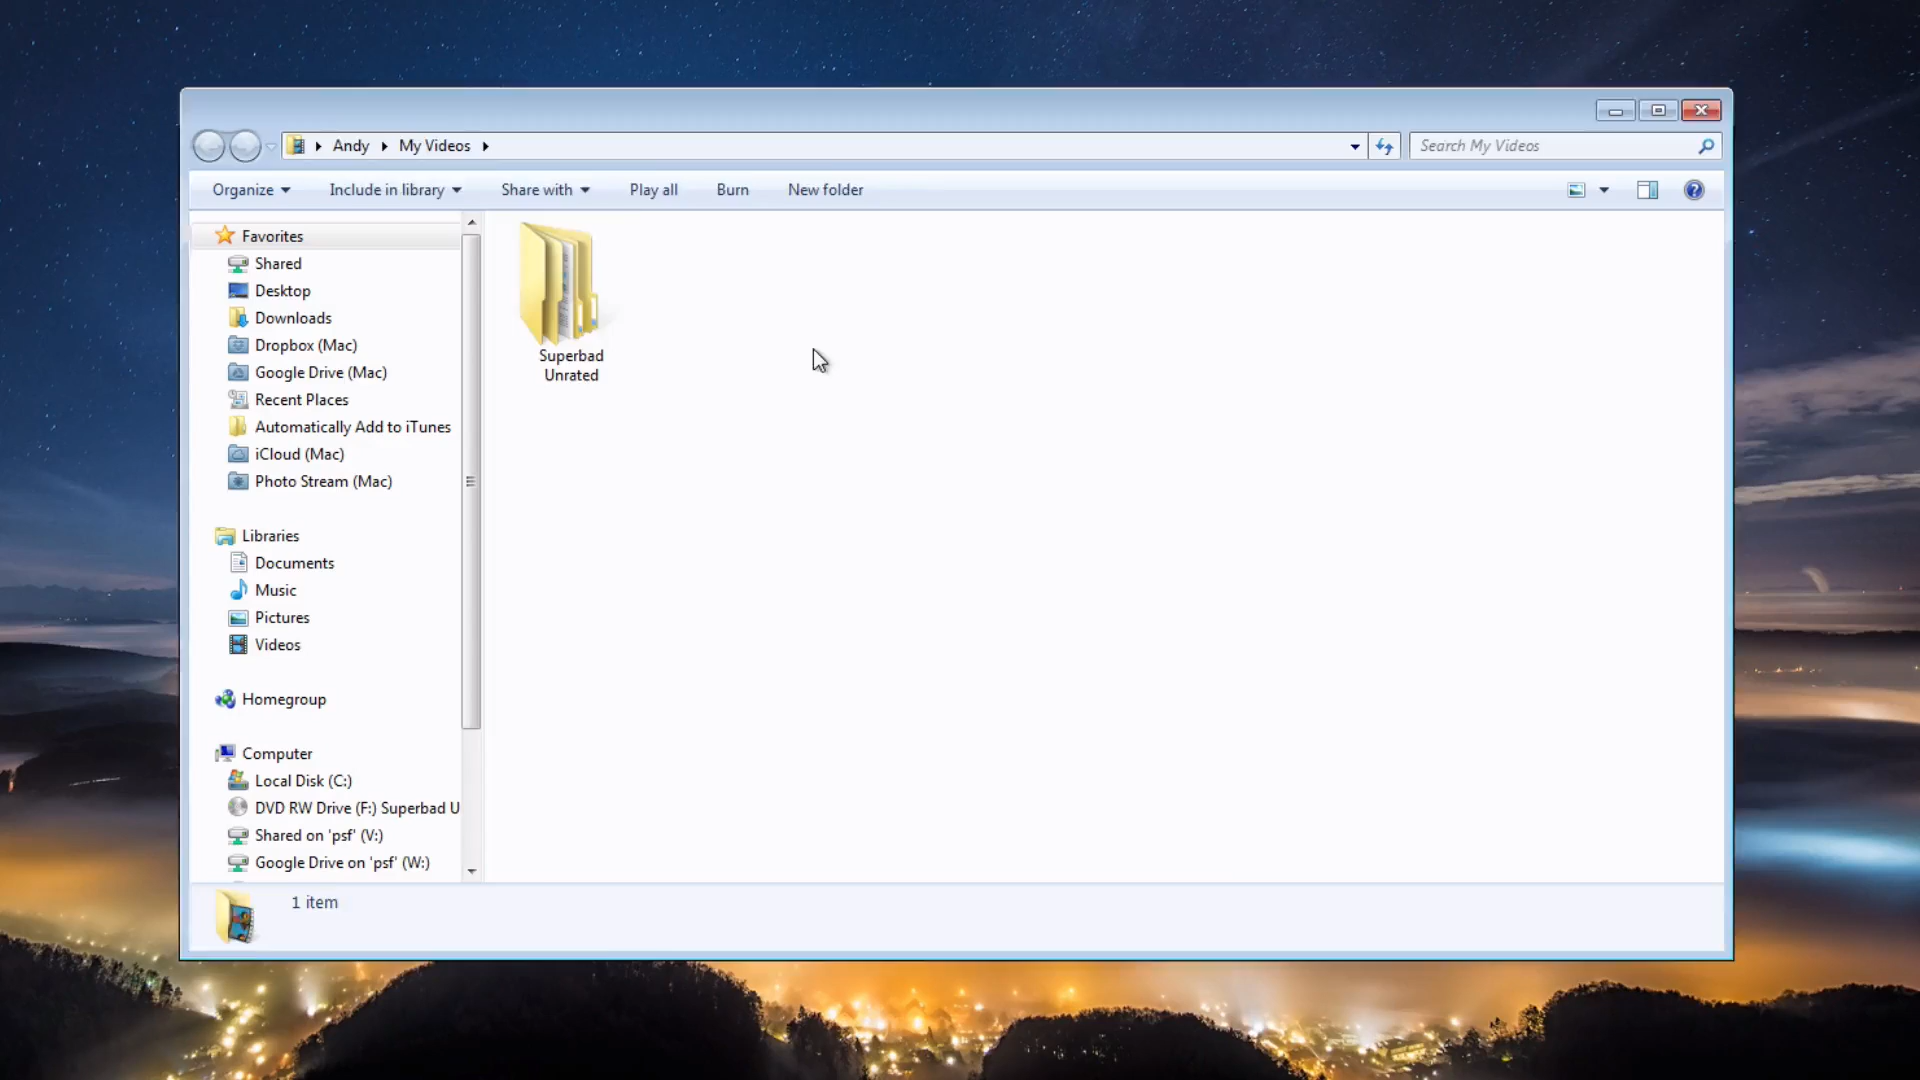 Andy
My Videos
Search My Videos
Organize
Include in library
Share with
Play all
Burn
New folder
Favorites
Shared
Desktop
Downloads
Dropbox (Mac)
Google Drive (Mac)
Recent Places
Automatically Add to iTunes
iCloud (Mac)
Photo Stream (Mac)
Libraries
Documents
Music
Pictures
Videos
Homegroup
Computer
Local Disk (C:)
DVD RW Drive (F:) Superbad U
Shared on 'psf' (V:)
Google Drive on 'psf' (W:)
Superbad
Unrated
1 item